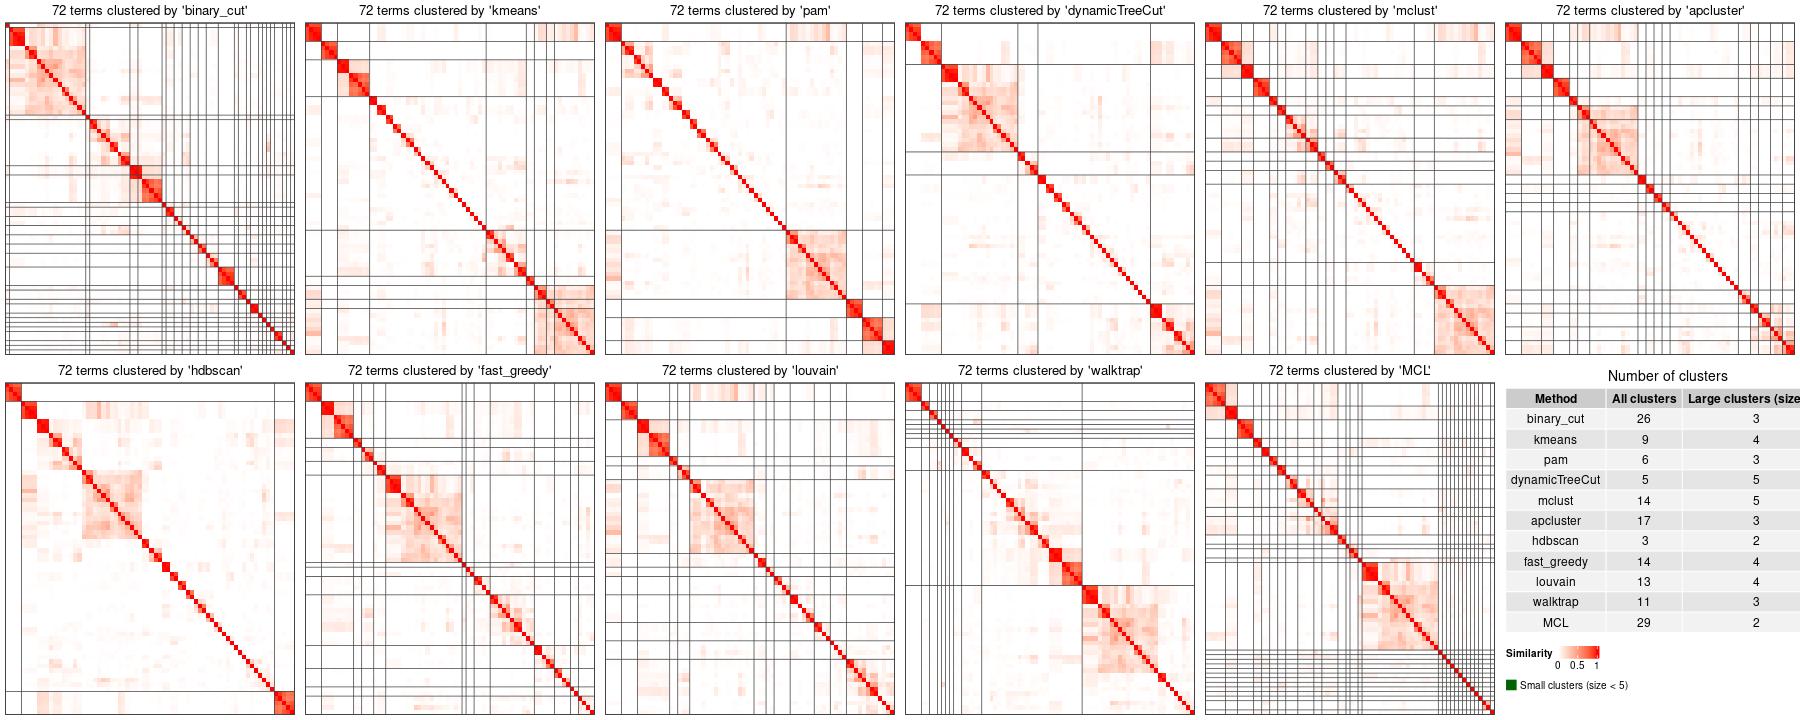 72 terms clustered by 'binary_cut'
72 terms clustered by 'kmeans'
72 terms clustered by 'pam'
72 terms clustered by 'dynamicTreeCut'
72 terms clustered by 'mclust'
72 terms clustered by 'apcluster'
72 terms clustered by 'hdbscan'
72 terms clustered by 'fast_greedy'
72 terms clustered by 'louvain'
72 terms clustered by 'walktrap'
72 terms clustered by 'MCL'
Number of clusters
Method All clusters Large clusters (size
binary_cut 26 3
kmeans 9 4
pam 6 3
dynamicTreeCut 5 5
mclust 14 5
apcluster 17 3
hdbscan 3 2
fast_greedy 14 4
louvain 13 4
walktrap 11 3
MCL 29 2
Similarity
0 0.5 1
Small clusters (size < 5)